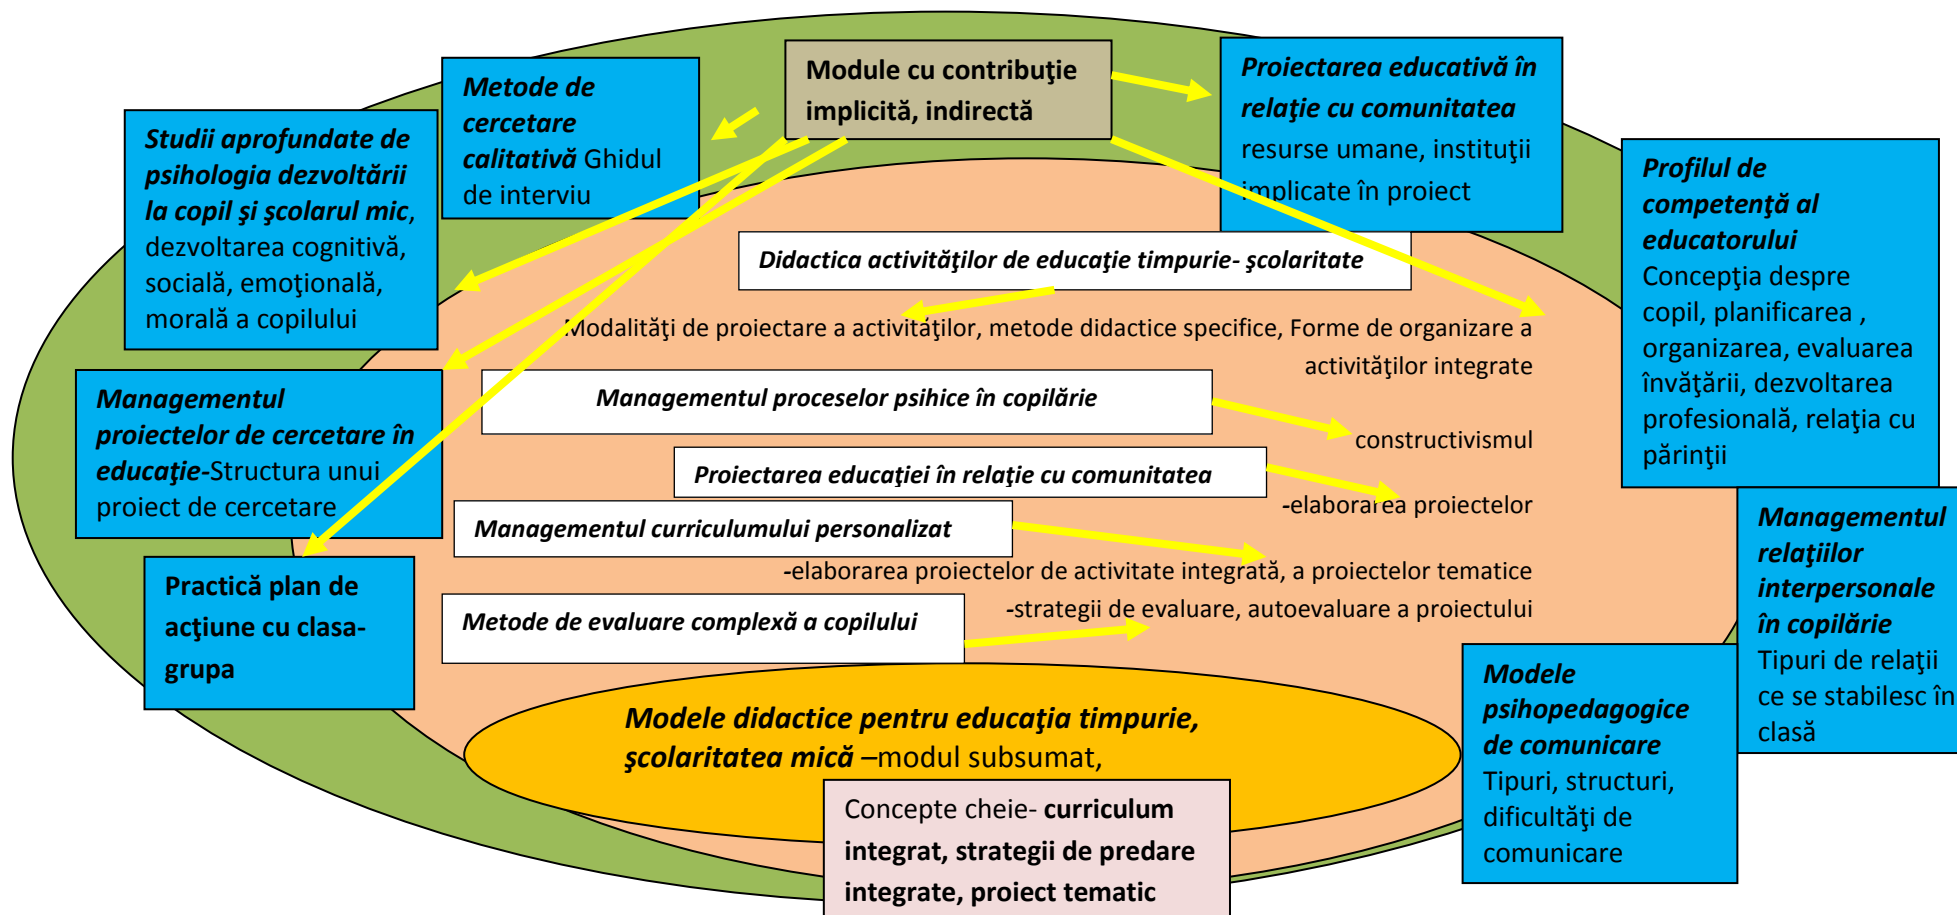 Module cu contribuţie
implicită, indirectă
Metode de
cercetare
calitativă Ghidul
de interviu
Proiectarea educativă în
relaţie cu comunitatea
resurse umane, instituţii
implicate în proiect
Studii aprofundate de
psihologia dezvoltării
la copil şi şcolarul mic,
dezvoltarea cognitivă,
socială, emoţională,
morală a copilului
Profilul de
competenţă al
educatorului
Concepţia despre
copil, planificarea ,
organizarea, evaluarea
învăţării, dezvoltarea
profesională, relaţia cu
părinţii
Didactica activităţilor de educaţie timpurie- şcolaritate
Modalităţi de proiectare a activităţilor, metode didactice specifice, Forme de organizare a
activităţilor integrate
Managementul
proiectelor de cercetare în
educaţie-Structura unui
proiect de cercetare
Managementul proceselor psihice în copilărie
constructivismul
Proiectarea educaţiei în relaţie cu comunitatea
-elaborarea proiectelor
Managementul curriculumului personalizat
-elaborarea proiectelor de activitate integrată, a proiectelor tematice
-strategii de evaluare, autoevaluare a proiectului
Metode de evaluare complexă a copilului
Practică plan de
acţiune cu clasa-
grupa
Managementul
relaţiilor
interpersonale
în copilărie
Tipuri de relaţii
ce se stabilesc în
clasă
Modele
psihopedagogice
de comunicare
Tipuri, structuri,
dificultăţi de
comunicare
Modele didactice pentru educaţia timpurie,
şcolaritatea mică –modul subsumat,
Concepte cheie- curriculum
integrat, strategii de predare
integrate, proiect tematic